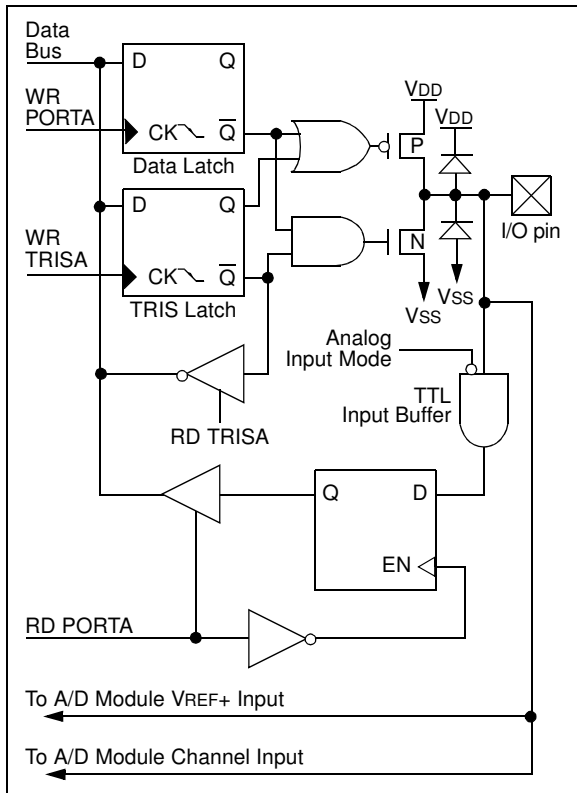 Data
Bus
D Q
VDD
VDD
WR
PORTA
CK Q
P
Data Latch
D Q
I/O pin
N
WR
TRISA
CK Q
VSS
VSS
TRIS Latch
Analog
Input Mode
TTL
Input Buffer
RD TRISA
Q D
EN
RD PORTA
To A/D Module VREF+ Input
To A/D Module Channel Input